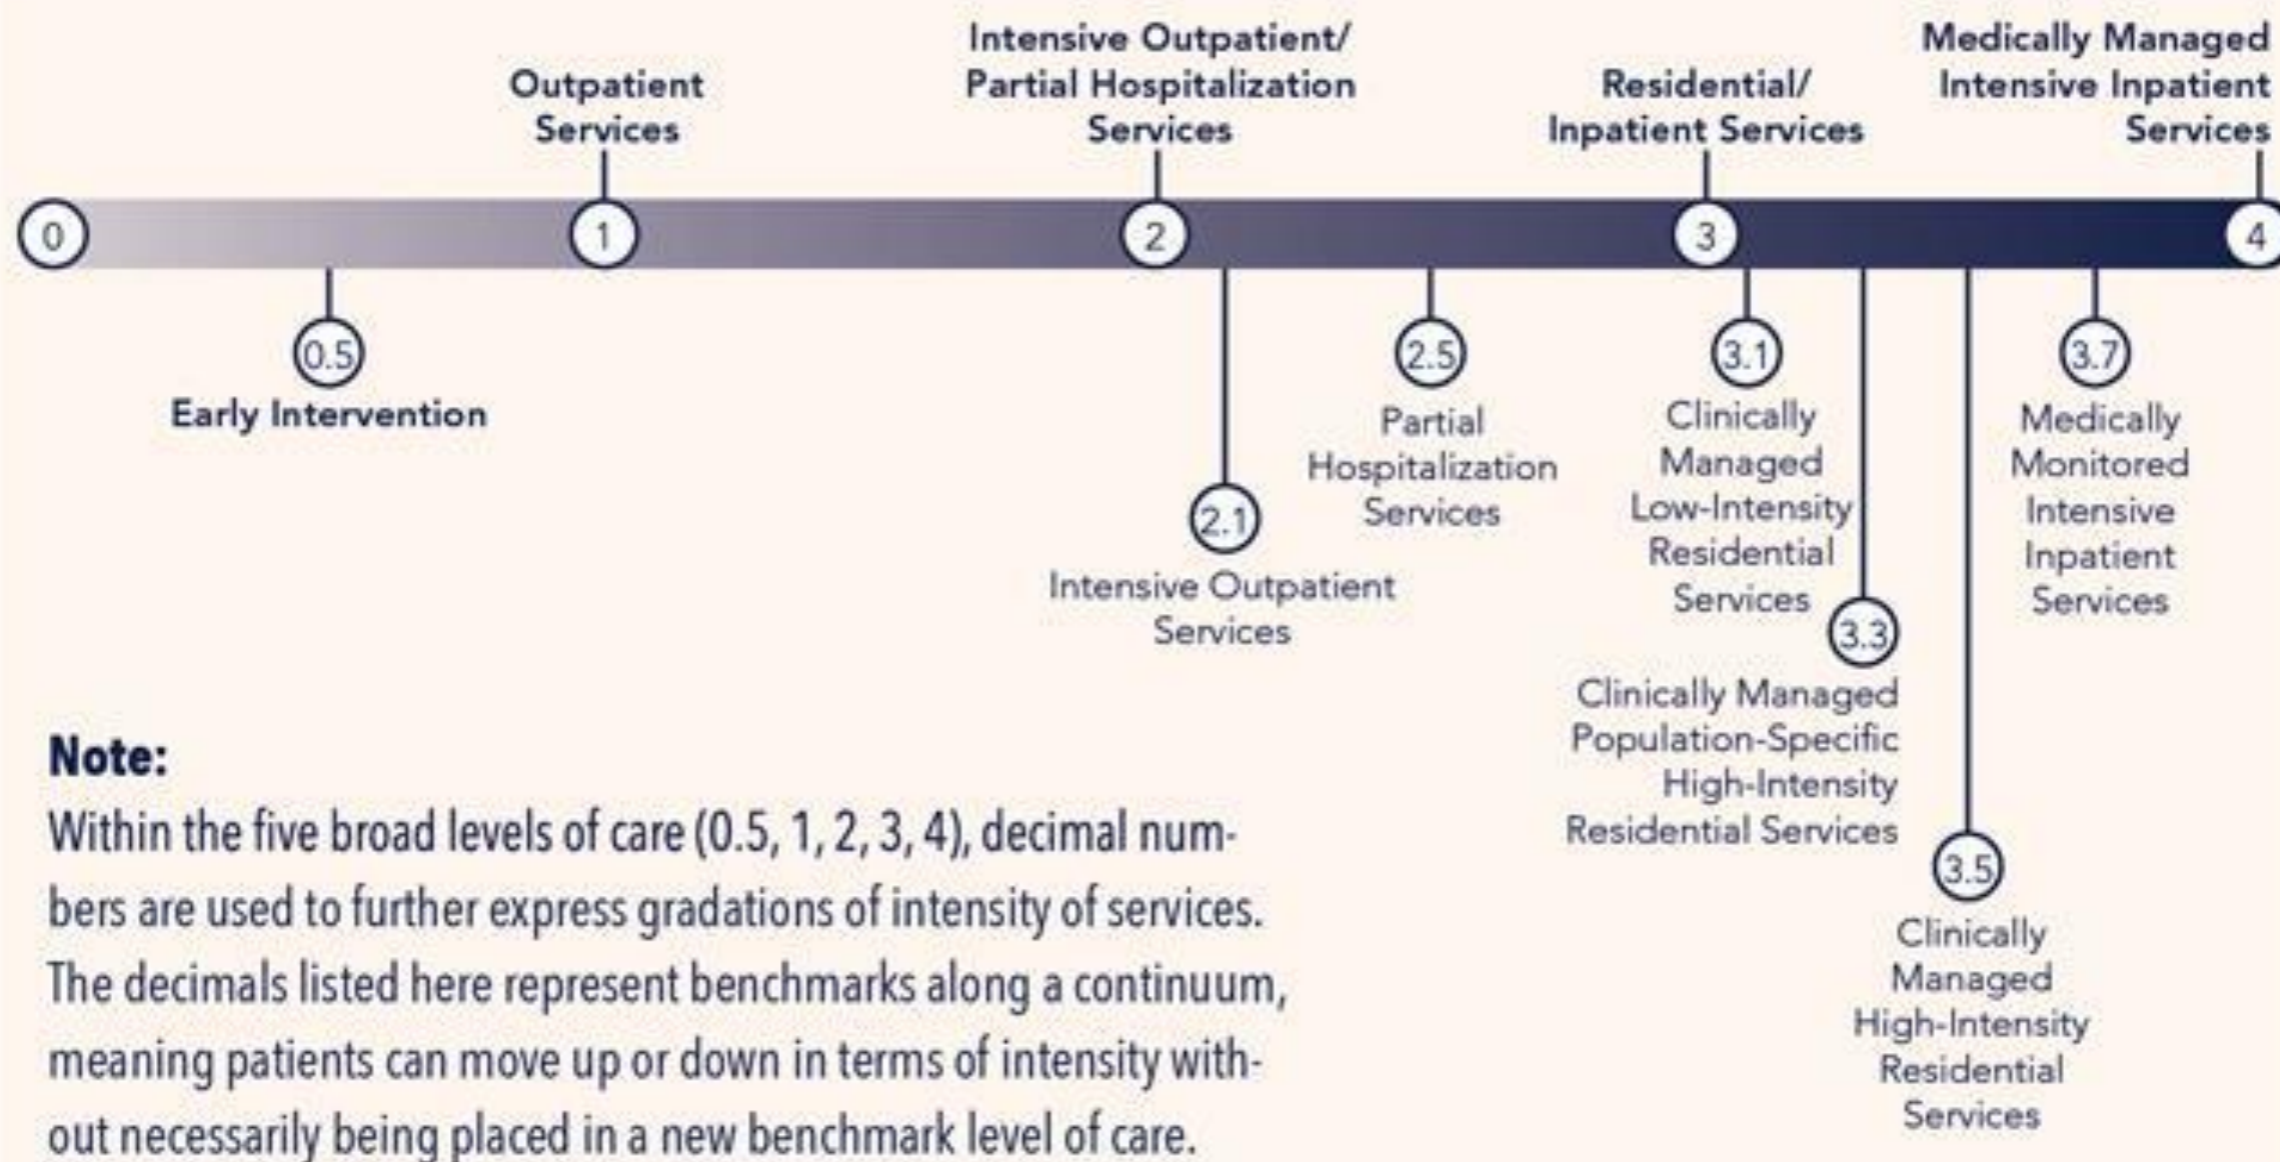 Outpatient
Services
Intensive Outpatient/
Partial Hospitalization
Services
Residential/
Inpatient Services
Medically Managed
Intensive Inpatient
Services
0
1
2
3
4
0.5
Early Intervention
2.1
Intensive Outpatient
Services
2.5
Partial
Hospitalization
Services
3.1
Clinically
Managed
Low-Intensity
Residential
Services
3.3
Clinically Managed
Population-Specific
High-Intensity
Residential Services
3.5
Clinically
Managed
High-Intensity
Residential
Services
3.7
Medically
Monitored
Intensive
Inpatient
Services
Note:
Within the five broad levels of care (0.5, 1, 2, 3, 4), decimal num-
bers are used to further express gradations of intensity of services.
The decimals listed here represent benchmarks along a continuum,
meaning patients can move up or down in terms of intensity with-
out necessarily being placed in a new benchmark level of care.